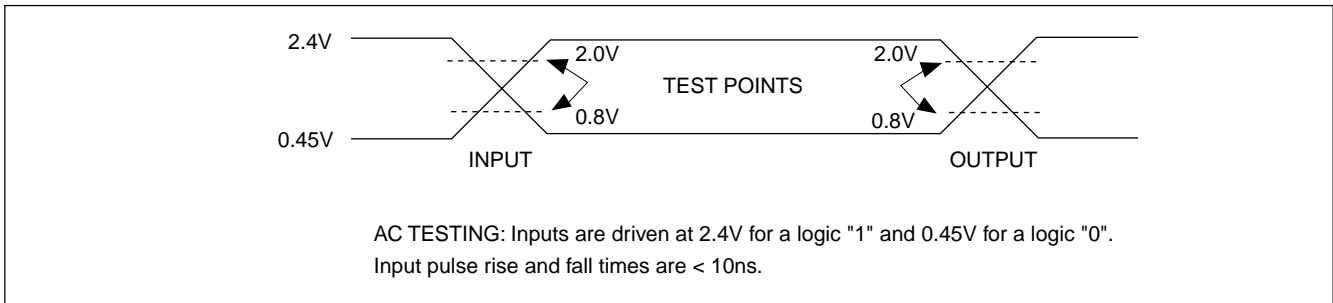 2.4V
2.0V
2.0V
TEST POINTS
0.8V
0.8V
0.45V
INPUT
OUTPUT
AC TESTING: Inputs are driven at 2.4V for a logic "1" and 0.45V for a logic "0".
Input pulse rise and fall times are < 10ns.